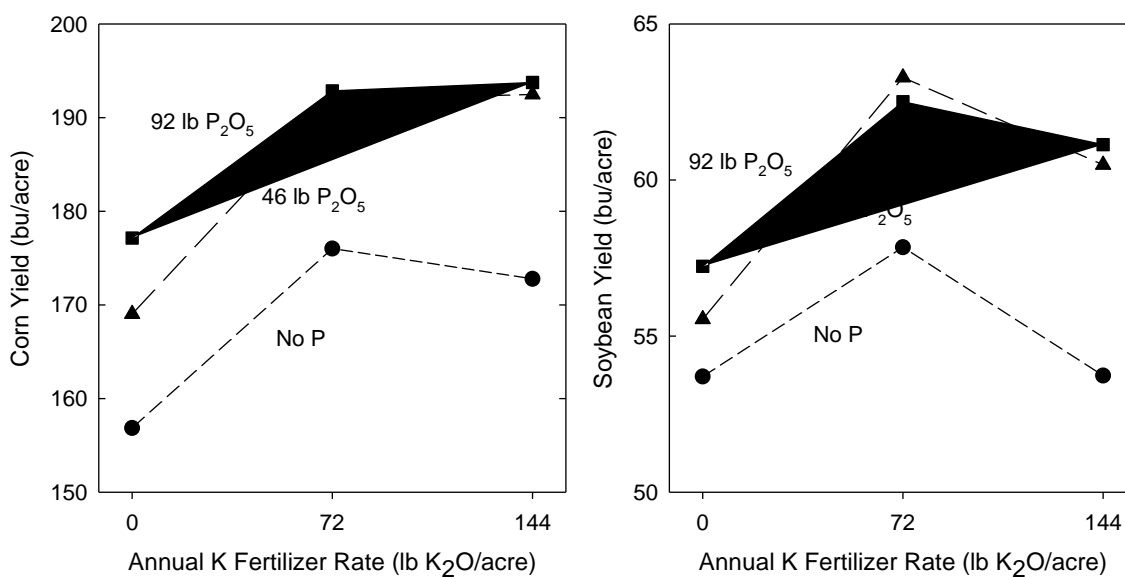 200
190
180
170
160
150
Corn Yield (bu/acre)
92 lb P₂O₅
46 lb P₂O₅
No P
0 72 144
Annual K Fertilizer Rate (lb K₂O/acre)
65
60
55
50
Soybean Yield (bu/acre)
92 lb P₂O₅
₂O₅
No P
0 72 144
Annual K Fertilizer Rate (lb K₂O/acre)